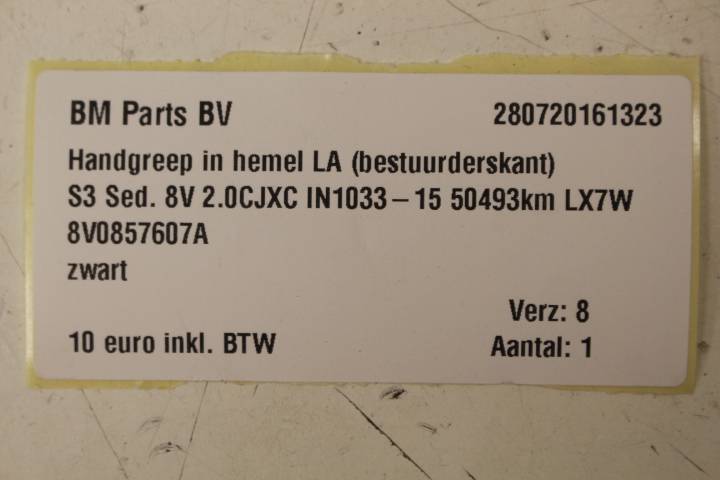 BM Parts BV 280720161323
Handgreep in hemel LA (bestuurderskant)
S3 Sed. 8V 2.0CJXC IN1033 – 15 50493km LX7W
8V0857607A
zwart
Verz: 8
10 euro inkl. BTW Aantal: 1